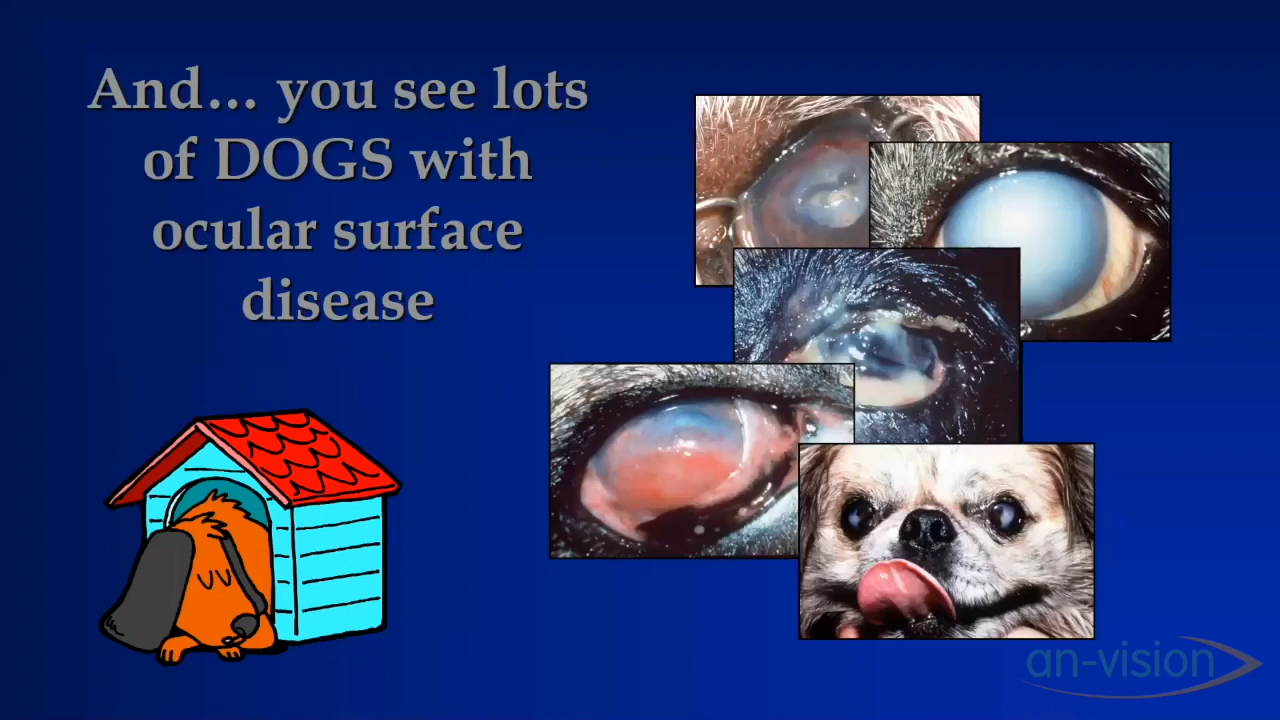 And… you see lots
of DOGS with
ocular surface
disease
an-vision